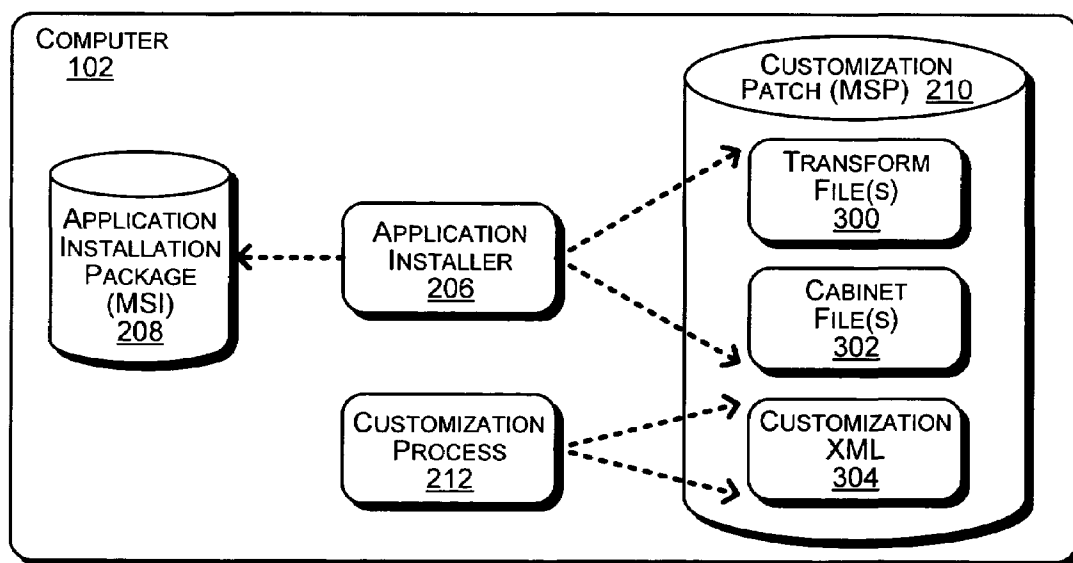 COMPUTER
102
APPLICATION
INSTALLATION
PACKAGE
(MSI)
208
APPLICATION
INSTALLER
206
CUSTOMIZATION
PROCESS
212
CUSTOMIZATION
PATCH (MSP) 210
TRANSFORM
FILE(S)
300
CABINET
FILE(S)
302
CUSTOMIZATION
XML
304